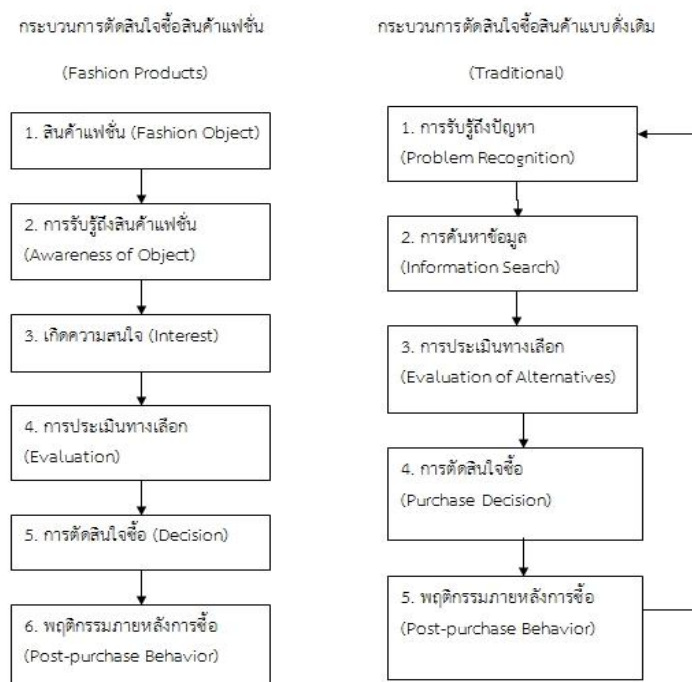 กระบวนการตัดสินใจซื้อสินค้าแฟชั่น
(Fashion Products)
1. สินค้าแฟชั่น (Fashion Object)
2. การรับรู้ถึงสินค้าแฟชั่น
(Awareness of Object)
3. เกิดความสนใจ (Interest)
4. การประเมินทางเลือก
(Evaluation)
5. การตัดสินใจซื้อ (Decision)
6. พฤติกรรมภายหลังการซื้อ
(Post-purchase Behavior)
กระบวนการตัดสินใจซื้อสินค้าแบบดั่งเดิม
(Traditional)
1. การรับรู้ถึงปัญหา
(Problem Recognition)
2. การค้นหาข้อมูล
(Information Search)
3. การประเมินทางเลือก
(Evaluation of Alternatives)
4. การตัดสินใจซื้อ
(Purchase Decision)
5. พฤติกรรมภายหลังการซื้อ
(Post-purchase Behavior)